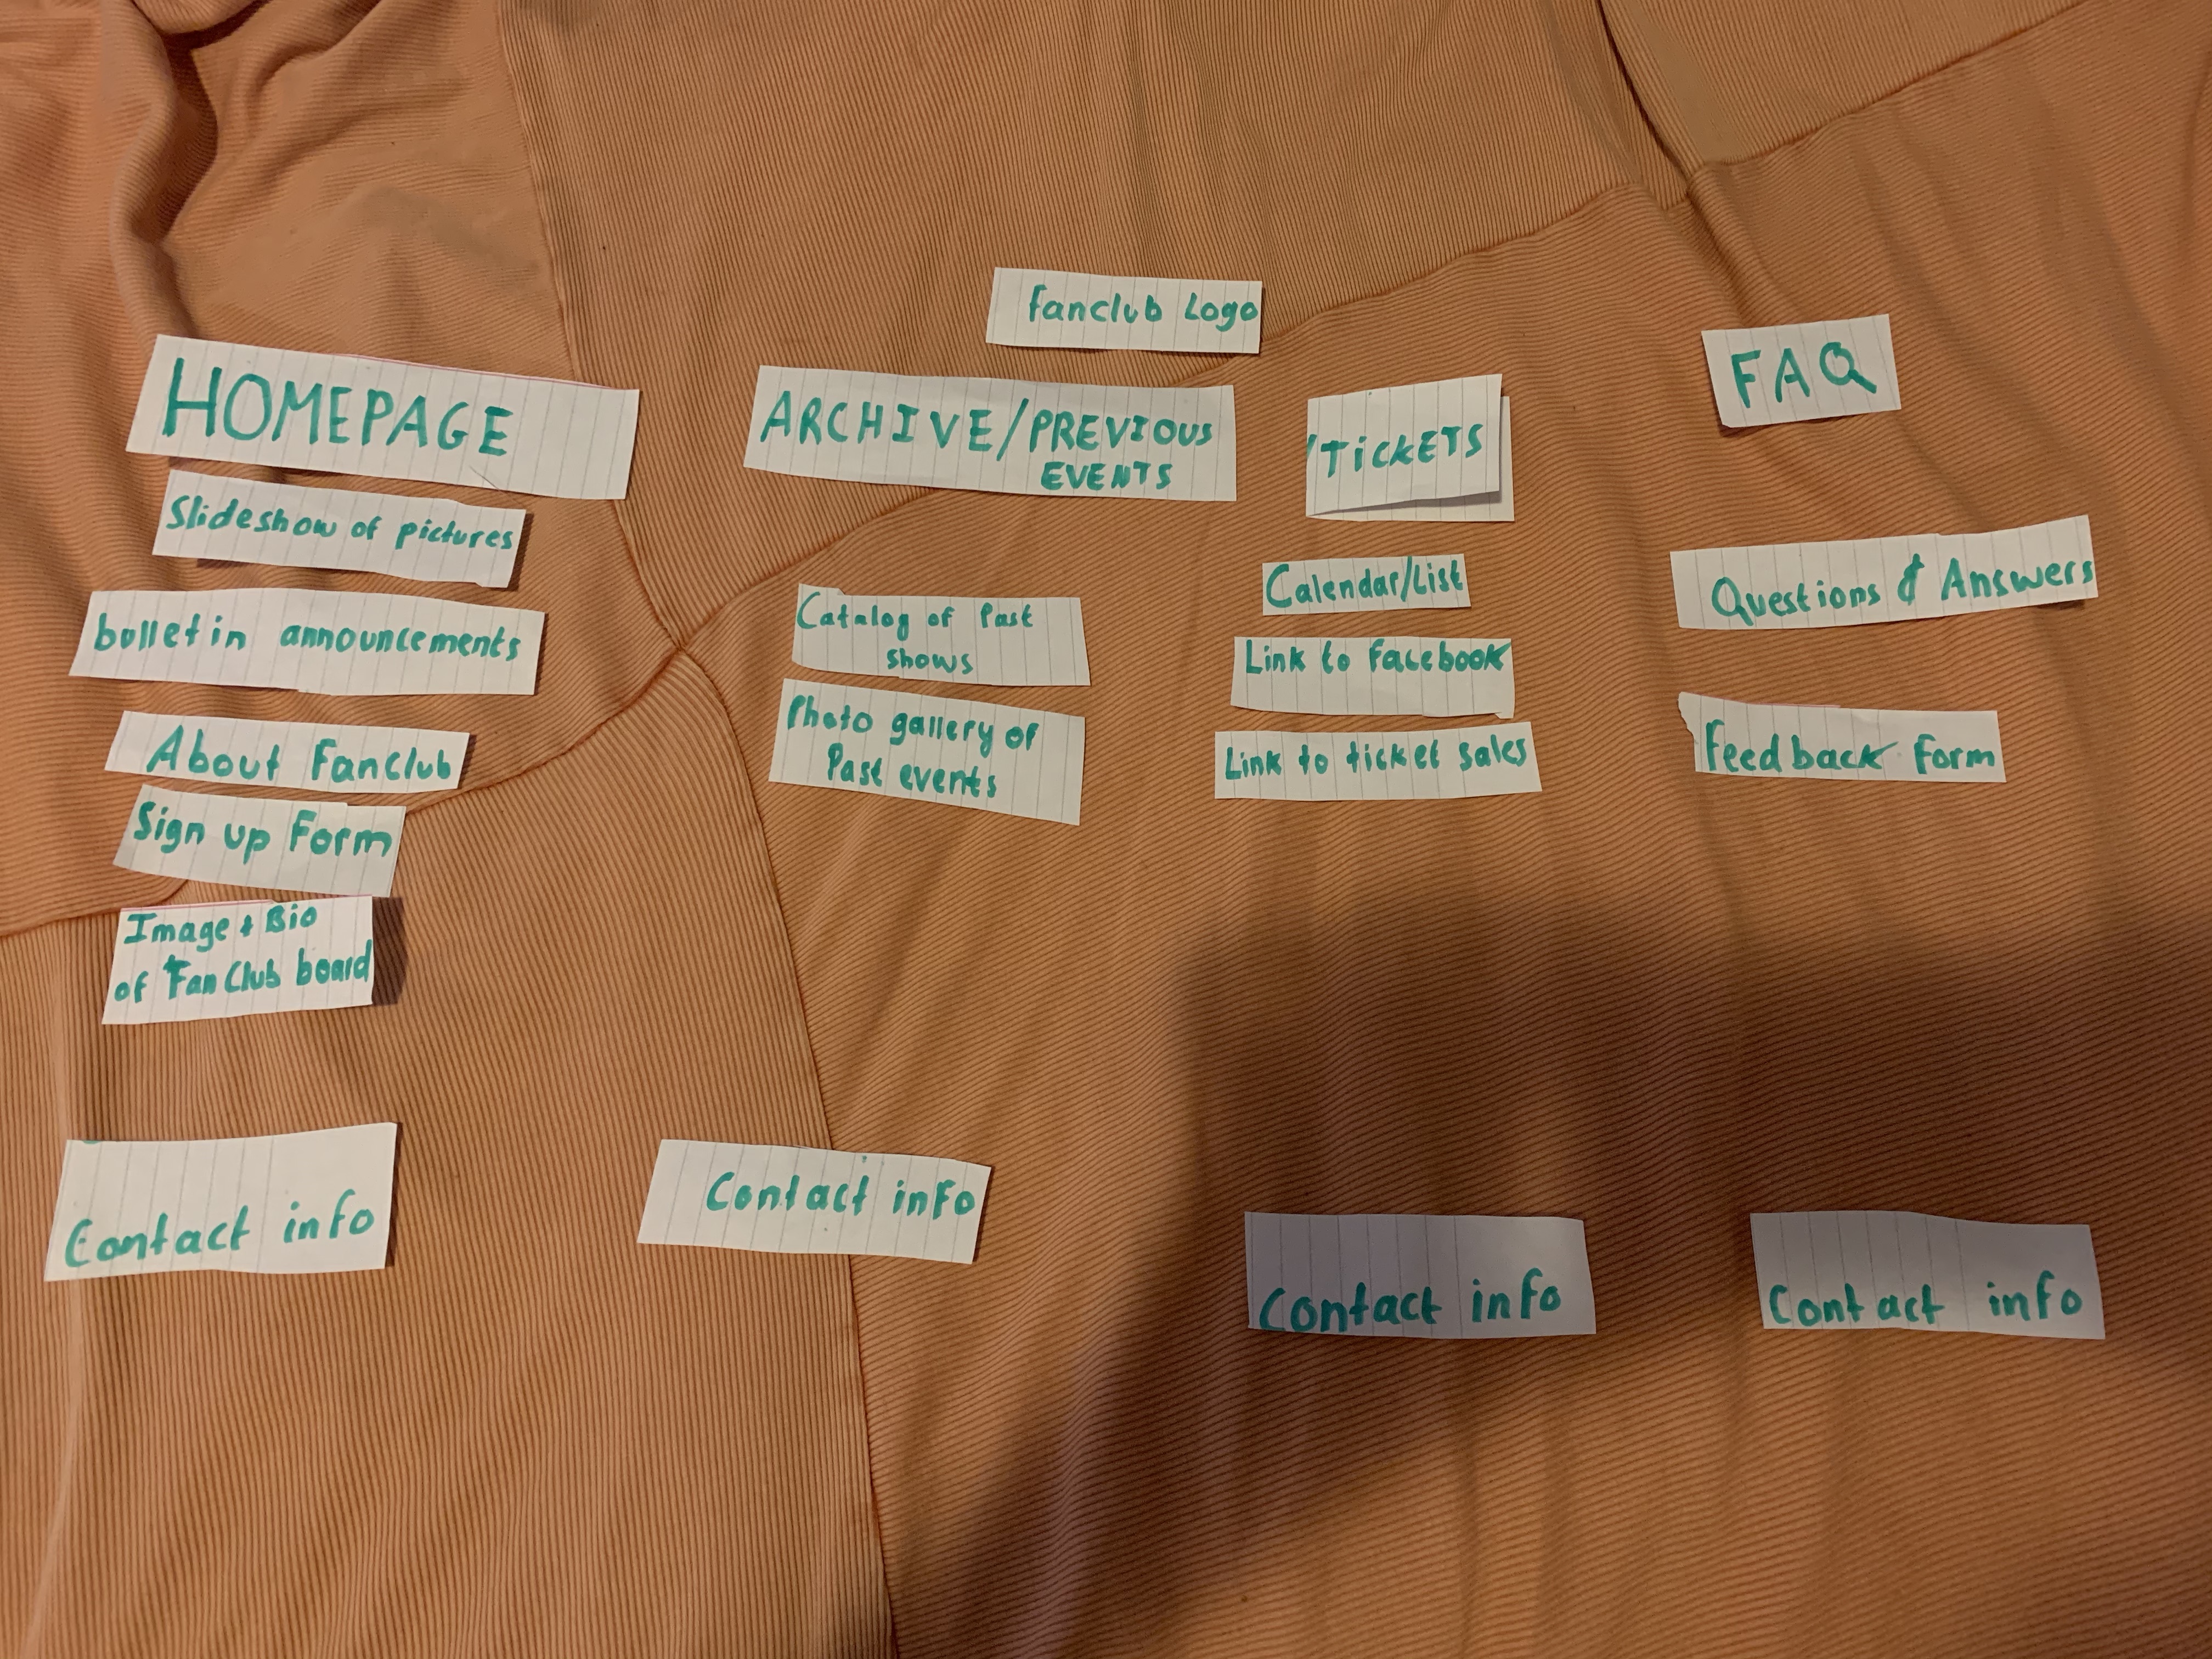 Fanclub Logo
HOMEPAGE
Slideshow of pictures
bulletin announcements
About Fanclub
Sign up Form
Image & Bio
of Fan Club board
Contact info
ARCHIVE/PREVIOUS
EVENTS
Catalog of Past
shows
Photo gallery of
Past events
Contact info
/TICKETS
Calendar/List
Link to facebook
Link to ticket sales
Contact info
FAQ
Questions & Answers
Feedback form
Contact info